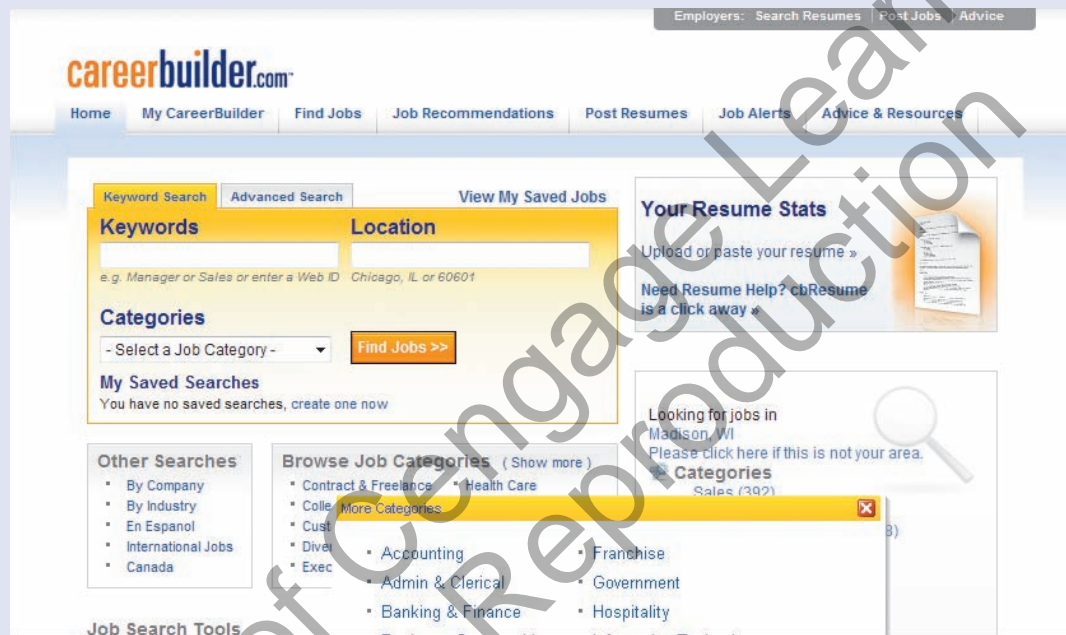 Employers: Search Resumes | Post Jobs | Advice
careerbuilder.com™
Home My CareerBuilder Find Jobs Job Recommendations Post Resumes Job Alerts Advice & Resources
Keyword Search Advanced Search View My Saved Jobs
Keywords Location
e.g. Manager or Sales or enter a Web ID Chicago, IL or 60601
Categories
- Select a Job Category - Find Jobs >>
My Saved Searches
You have no saved searches, create one now
Your Resume Stats
Upload or paste your resume »
Need Resume Help? cbResume
is a click away »
Looking for jobs in
Madison, WI
Please click here if this is not your area.
Categories
Sales (392)
Other Searches
By Company
By Industry
En Espanol
International Jobs
Canada
Browse Job Categories (Show more)
Contract & Freelance Health Care
More Categories
Accounting Franchise
Admin & Clerical Government
Banking & Finance Hospitality
Job Search Tools
of Cengage
Reproduction